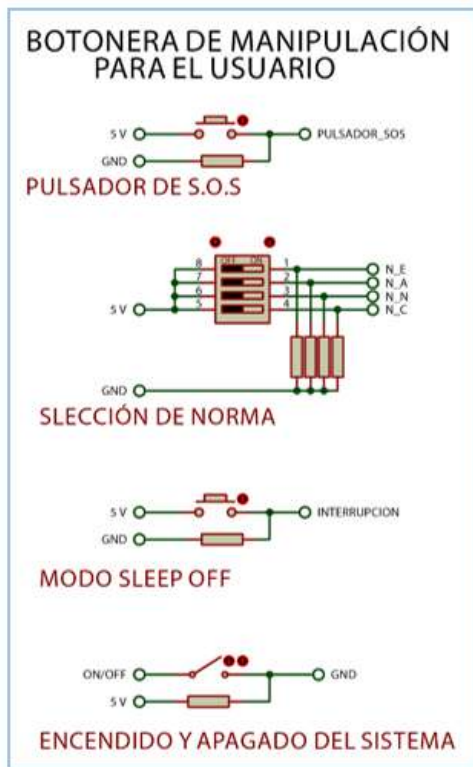 BOTONERA DE MANIPULACIÓN
PARA EL USUARIO
5 V
PULSADOR_SOS
GND
PULSADOR DE S.O.S
OFF ON
8 1 N_E
7 2 N_A
6 3 N_N
5 V 5 4 N_C
GND
SLECCIÓN DE NORMA
5 V
INTERRUPCION
GND
MODO SLEEP OFF
ON/OFF
GND
5 V
ENCENDIDO Y APAGADO DEL SISTEMA